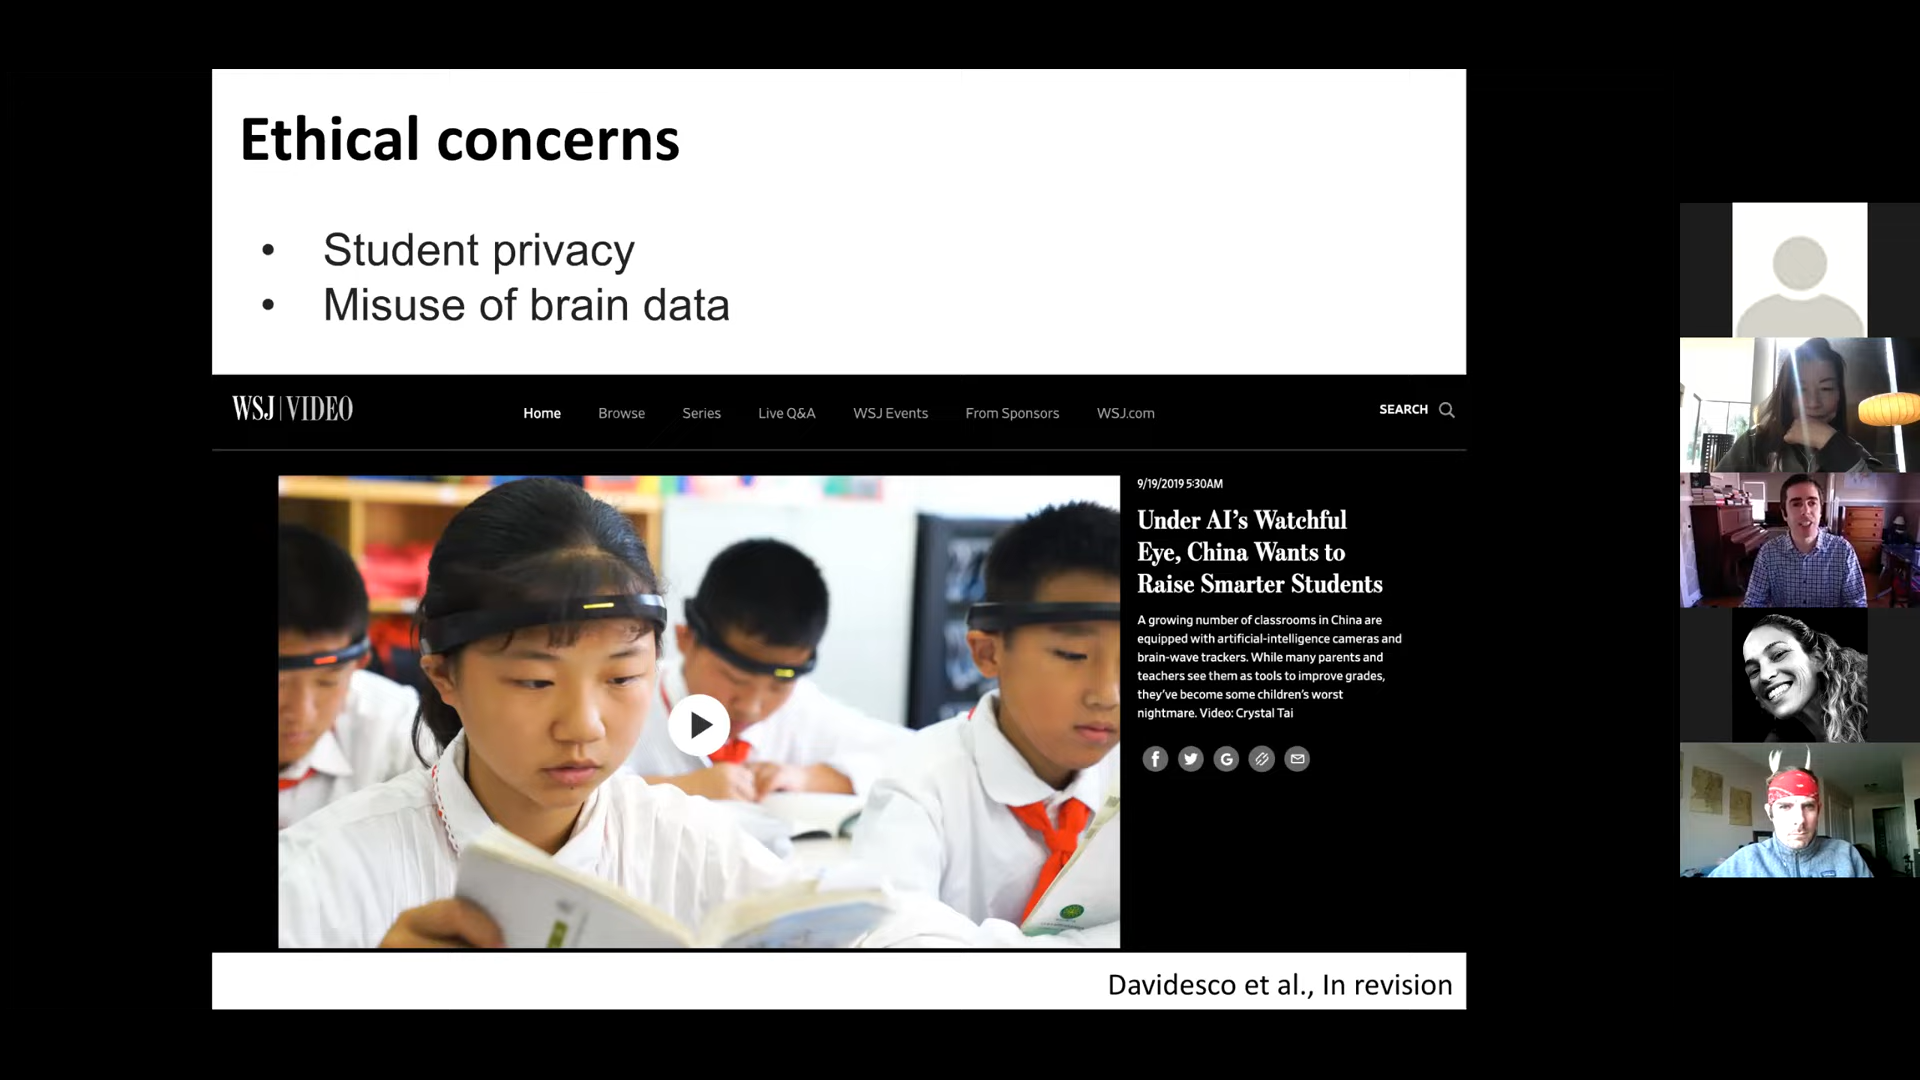 Ethical concerns
• Student privacy
• Misuse of brain data
WSJ | VIDEO
Home Browse Series Live Q&A WSJ Events From Sponsors WSJ.com
SEARCH
9/19/2019 5:30AM
Under AI’s Watchful
Eye, China Wants to
Raise Smarter Students
A growing number of classrooms in China are
equipped with artificial-intelligence cameras and
brain-wave trackers. While many parents and
teachers see them as tools to improve grades,
they’ve become some children’s worst
nightmare. Video: Crystal Tai
Davidesco et al., In revision